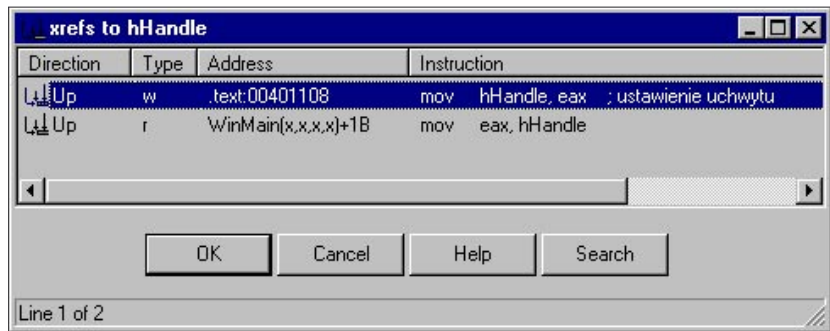 xrefs to hHandle
Direction Type Address Instruction
Up w .text:00401108 mov hHandle, eax ; ustawienie uchwytu
Up r WinMain(x,x,x,x)+1B mov eax, hHandle
OK Cancel Help Search
Line 1 of 2